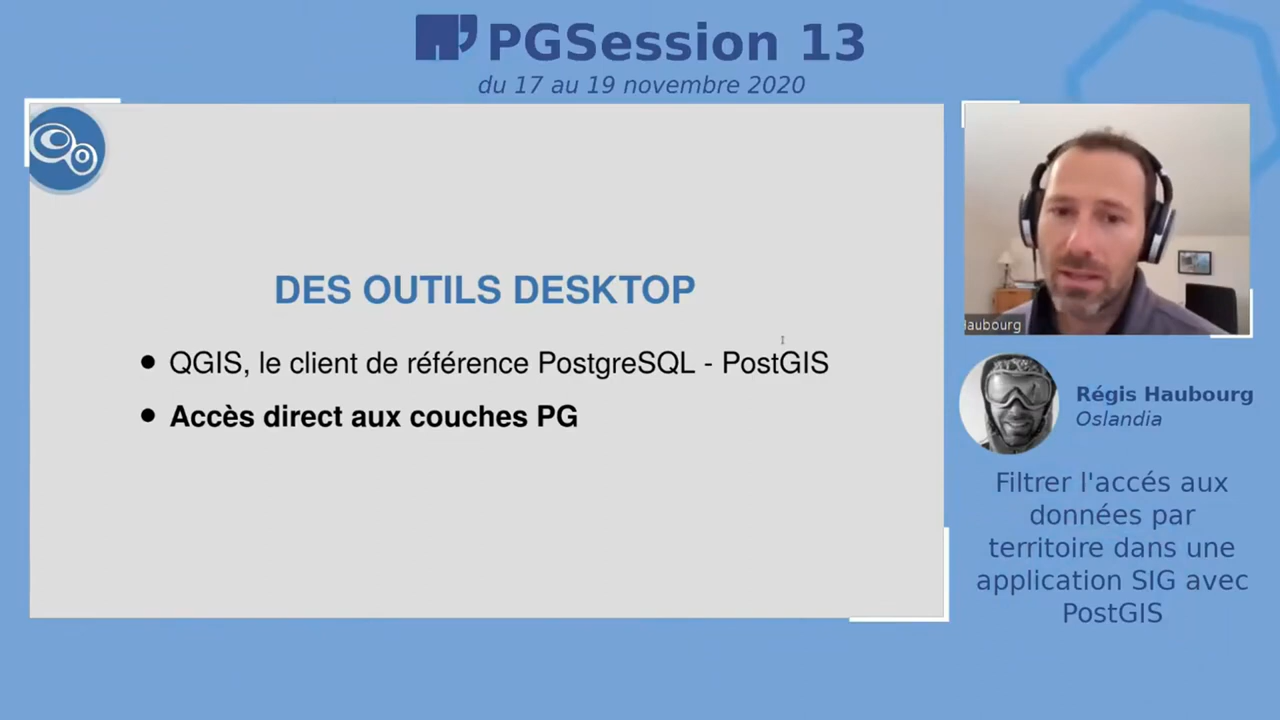 PGSession 13
du 17 au 19 novembre 2020
DES OUTILS DESKTOP
• QGIS, le client de référence PostgreSQL - PostGIS
• Accès direct aux couches PG
Haubourg
Régis Haubourg
Oslandia
Filtrer l'accés aux
données par
territoire dans une
application SIG avec
PostGIS